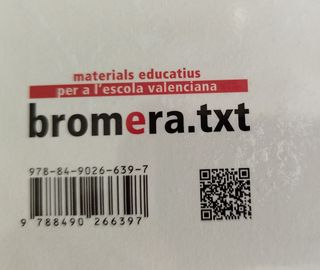 materials educatius
per a l'escola valenciana
bromera.txt
978-84-9026-639-7
9 788490 266397